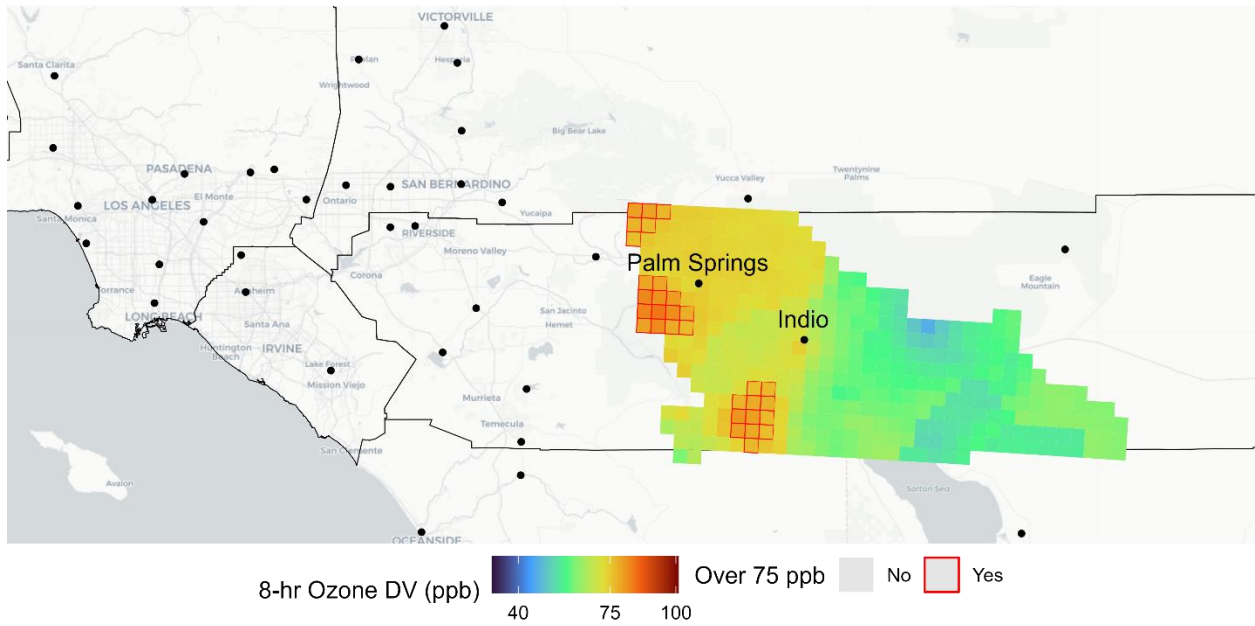 VICTORVILLE
Santa Clarita
Hesperia
Wrightwood
Big Bear Lake
PASADENA
Twentynine
Palms
Yucca Valley
SAN BERNARDINO
El Monte
LOS ANGELES
Ontario
Santa Monica
Yucaipa
RIVERSIDE
Moreno Valley
Palm Springs
Corona
Eagle
Mountain
Torrance
Anaheim
San Jacinto
LONG BEACH
Indio
Hemet
Santa Ana
Huntington
Beach
IRVINE
Lake Forest
Mission Viejo
Murrieta
Temecula
San Clemente
Avalon
Salton Sea
OCEANSIDE
8-hr Ozone DV (ppb)
40
75
100
Over 75 ppb
No
Yes